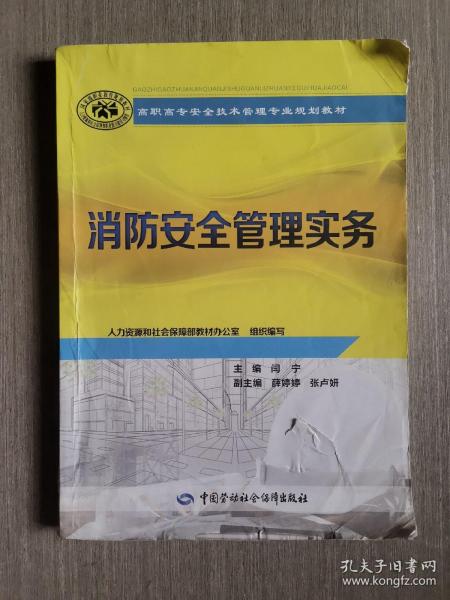 GAOZHIGAOZHUANANQUANJISHUGUANLIZHUANYEGUIHUAJIAOCAI
高职高专安全技术管理专业规划教材
消防安全管理实务
人力资源和社会保障部教材办公室 组织编写
主 编 闫 宁
副主编 薛婷婷 张卢妍
中国劳动社会保障出版社
孔夫子旧书网
www.kongfz.com